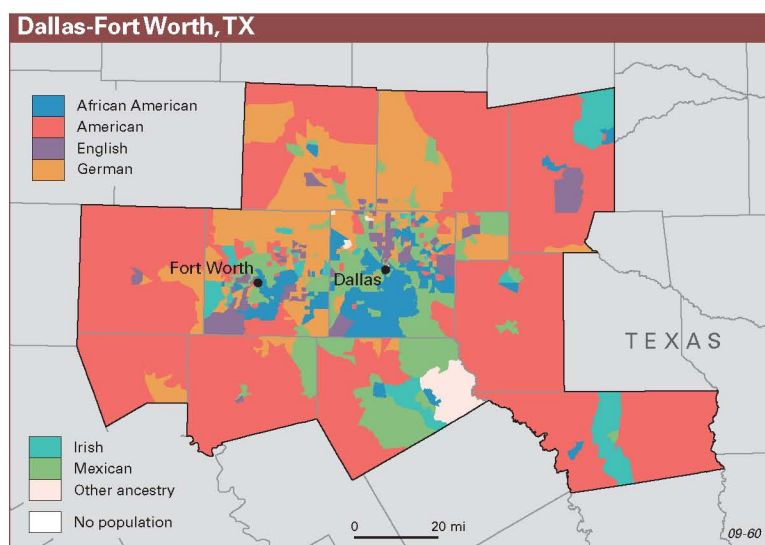 Dallas-Fort Worth, TX
African American
American
English
German
Fort Worth
Dallas
TEXAS
Irish
Mexican
Other ancestry
No population
0 20 mi
09-60